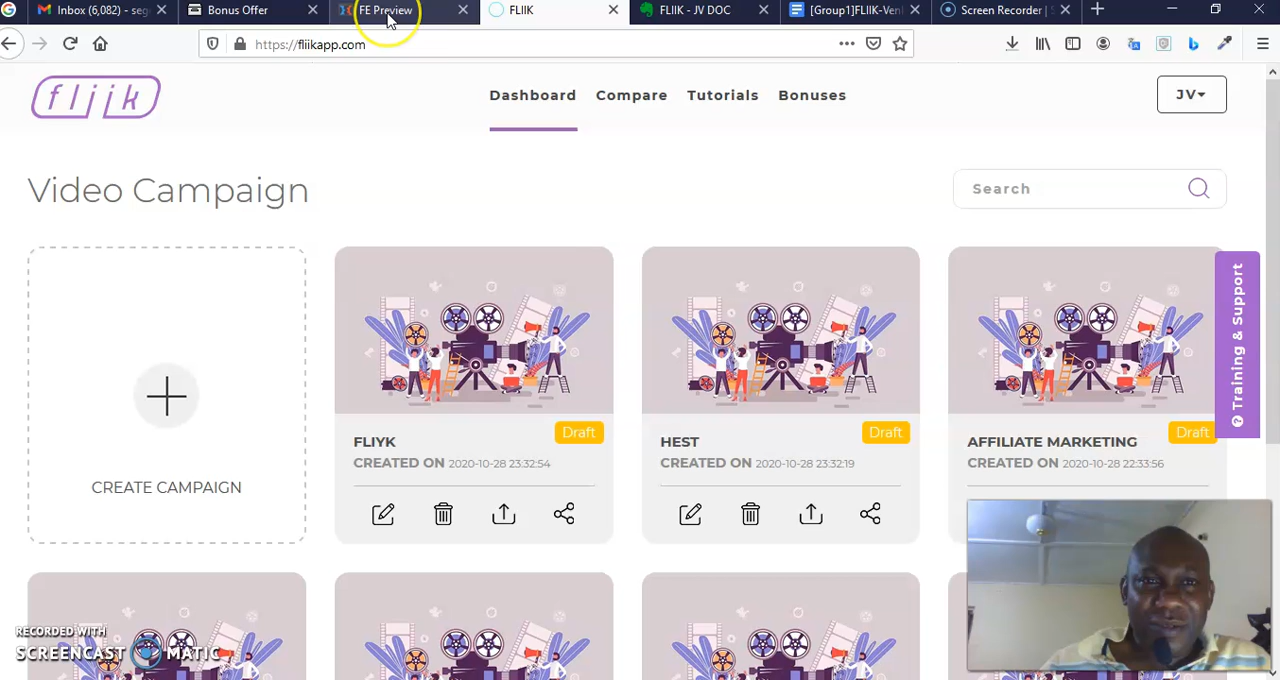 Inbox (6,082) - seg
Bonus Offer
FE Preview
FLIIK
FLIIK - JV DOC
[Group1]FLIIK-Ven
Screen Recorder | S
https://fliikapp.com
fliik
Dashboard
Compare
Tutorials
Bonuses
JV
Video Campaign
Search
Training & Support
CREATE CAMPAIGN
FLIYK
Draft
CREATED ON 2020-10-28 23:32:54
HEST
Draft
CREATED ON 2020-10-28 23:32:19
AFFILIATE MARKETING
Draft
CREATED ON 2020-10-28 22:33:56
RECORDED WITH
SCREENCAST MATIC